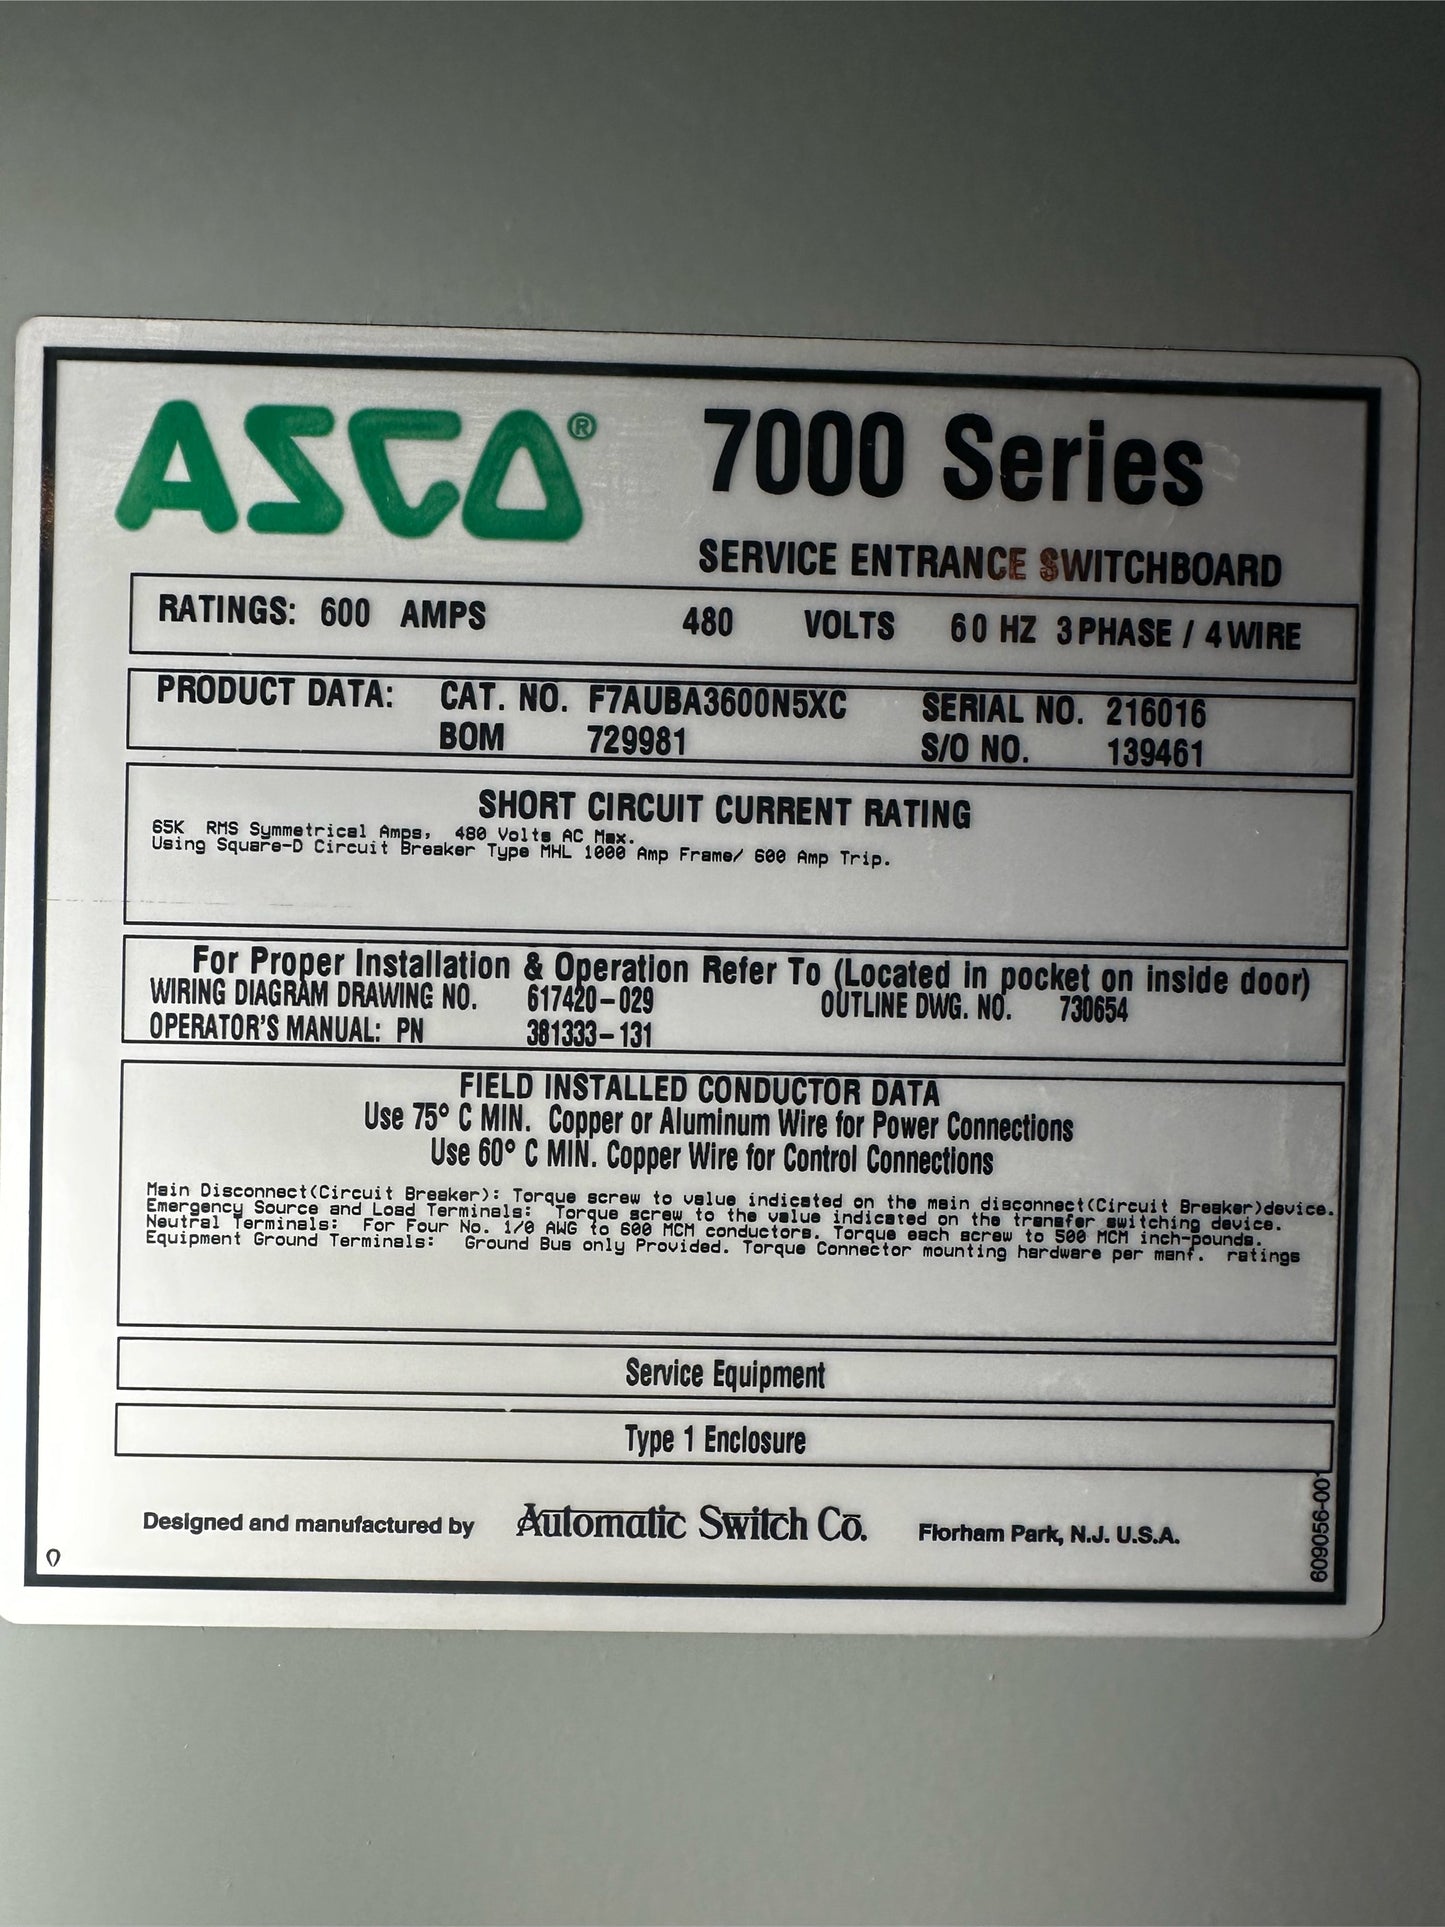 ASCO®
7000 Series
SERVICE ENTRANCE SWITCHBOARD
RATINGS: 600 AMPS 480 VOLTS 60 HZ 3 PHASE / 4 WIRE
PRODUCT DATA: CAT. NO. F7AUBA3600N5XC SERIAL NO. 216016
BOM 729981 S/O NO. 139461
SHORT CIRCUIT CURRENT RATING
65K RMS Symmetrical Amps, 480 Volts AC Max.
Using Square-D Circuit Breaker Type MHL 1000 Amp Frame/ 600 Amp Trip.
For Proper Installation & Operation Refer To (Located in pocket on inside door)
WIRING DIAGRAM DRAWING NO. 617420-029 OUTLINE DWG. NO. 730654
OPERATOR'S MANUAL: PN 381333-131
FIELD INSTALLED CONDUCTOR DATA
Use 75° C MIN. Copper or Aluminum Wire for Power Connections
Use 60° C MIN. Copper Wire for Control Connections
Main Disconnect(Circuit Breaker): Torque screw to value indicated on the main disconnect(Circuit Breaker)device.
Emergency Source and Load Terminals: Torque screw to the value indicated on the transfer switching device.
Neutral Terminals: For Four No. 1/0 AWG to 600 MCM conductors. Torque each screw to 500 MCM inch-pounds.
Equipment Ground Terminals: Ground Bus only Provided. Torque Connector mounting hardware per manf. ratings
Service Equipment
Type 1 Enclosure
Designed and manufactured by Automatic Switch Co. Florham Park, N.J. U.S.A.
609056-001